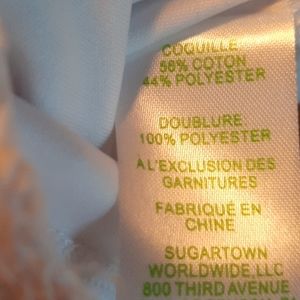 COQUILLE
56% COTON
44% POLYESTER
DOUBLURE
100% POLYESTER
A L'EXCLUSION DES
GARNITURES
FABRIQUÉ EN
CHINE
SUGARTOWN
WORLDWIDE,LLC
800 THIRD AVENUE